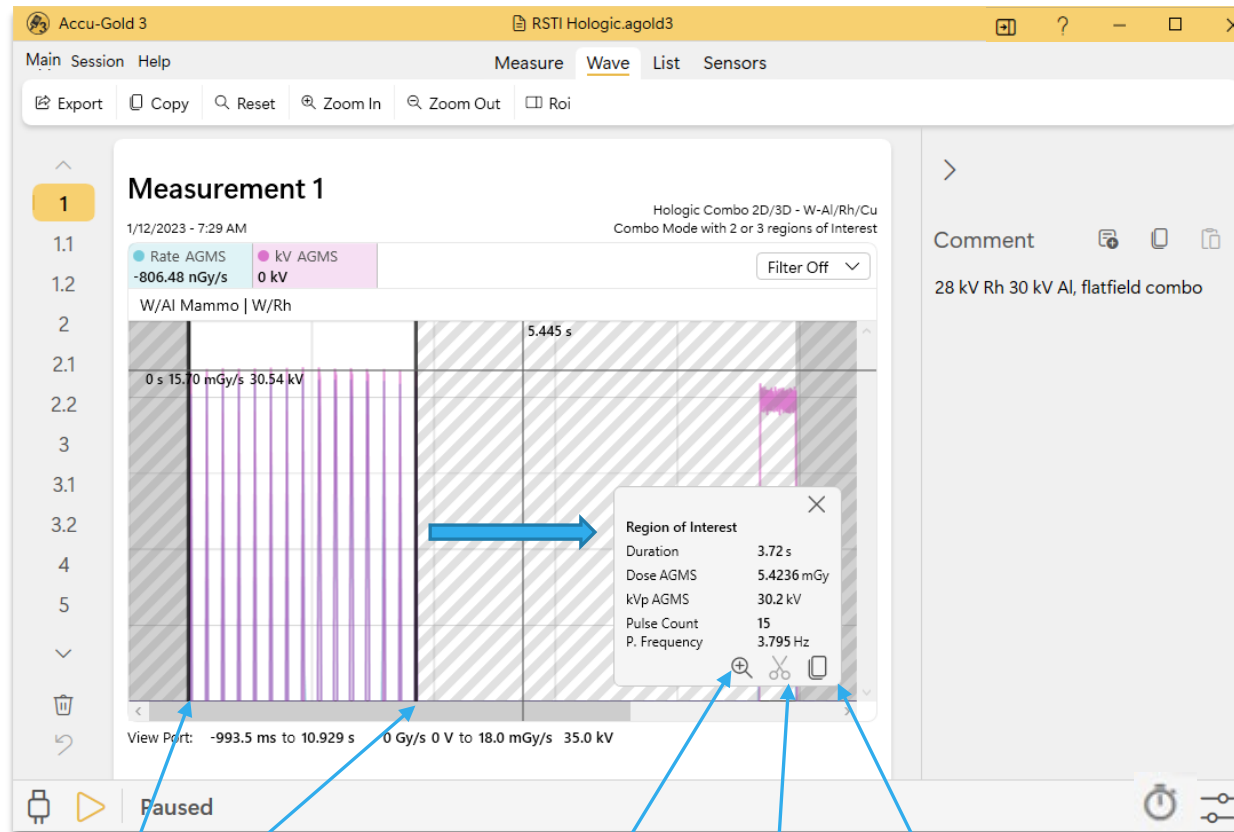 Accu-Gold 3
RSTI Hologic.agold3
?
Main Session Help
Measure Wave List Sensors
Export Copy Reset Zoom In Zoom Out Roi
1
1.1
1.2
2
2.1
2.2
3
3.1
3.2
4
5
Measurement 1
1/12/2023 - 7:29 AM
Hologic Combo 2D/3D - W-Al/Rh/Cu
Combo Mode with 2 or 3 regions of Interest
Rate AGMS
-806.48 nGy/s
kV AGMS
0 kV
Filter Off
W/Al Mammo | W/Rh
5.445 s
0 s 15.70 mGy/s 30.54 kV
Region of Interest
Duration 3.72 s
Dose AGMS 5.4236 mGy
kVp AGMS 30.2 kV
Pulse Count 15
P. Frequency 3.795 Hz
View Port: -993.5 ms to 10.929 s 0 Gy/s 0 V to 18.0 mGy/s 35.0 kV
Comment
28 kV Rh 30 kV Al, flatfield combo
Paused